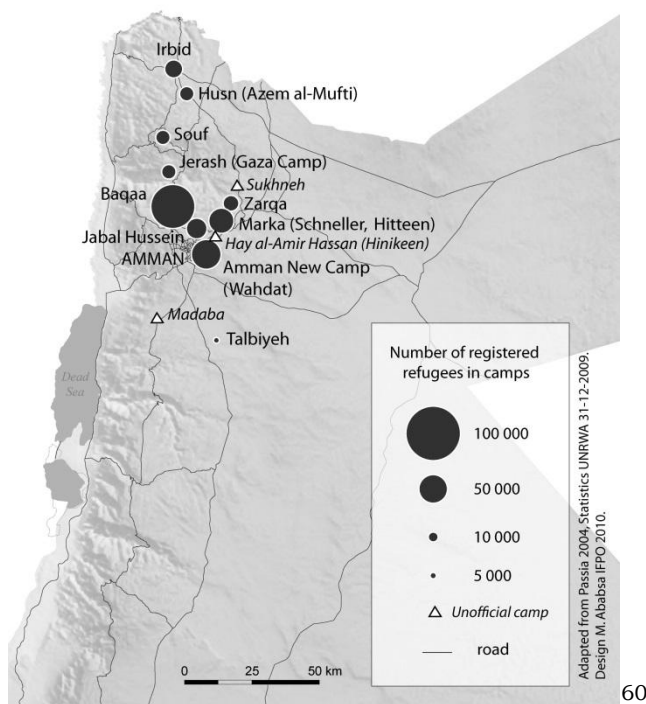 Irbid
Husn (Azem al-Mufti)
Souf
Jerash (Gaza Camp)
Sukhneh
Baqaa
Zarqa
Marka (Schneller, Hitteen)
Jabal Hussein
Hay al-Amir Hassan (Hinikeen)
AMMAN
Amman New Camp
(Wahdat)
Madaba
Talbiyeh
Dead
Sea
Number of registered
refugees in camps
100 000
50 000
10 000
5 000
Unofficial camp
road
0 25 50 km
Adapted from Passia 2004, Statistics UNRWA 31-12-2009.
Design M. Ababsa IFPO 2010.
60